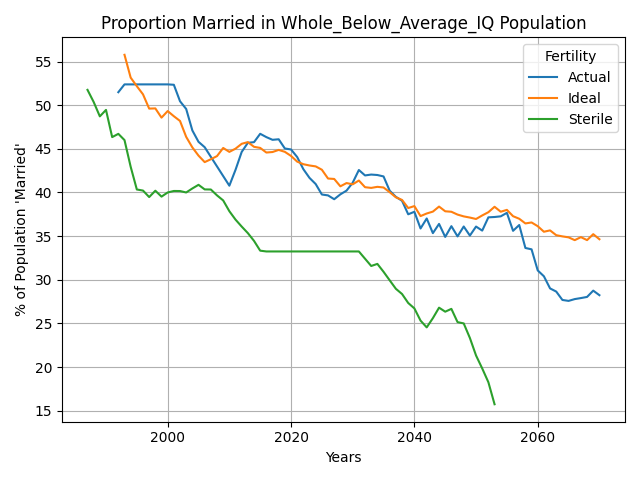 Proportion Married in Whole_Below_Average_IQ Population
% of Population 'Married'
55
50
45
40
35
30
25
20
15
Fertility
Actual
Ideal
Sterile
2000 2020 2040 2060
Years